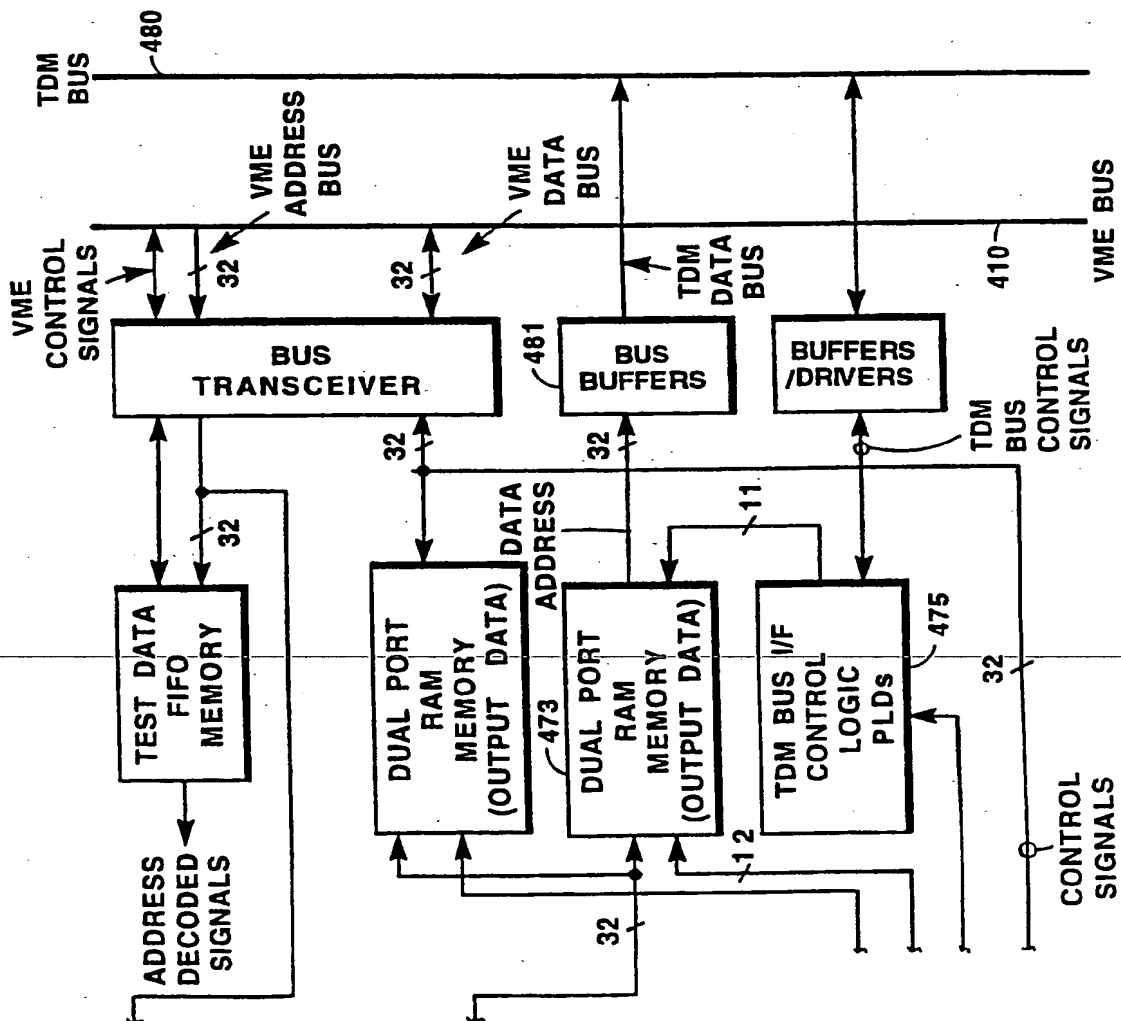 TDM
BUS
480
VME
CONTROL
SIGNALS
VME
ADDRESS
BUS
32
VME
DATA
BUS
32
VME BUS
410
BUS
TRANSCEIVER
TDM
DATA
BUS
481
BUS
BUFFERS
BUFFERS
/DRIVERS
TDM
BUS
CONTROL
SIGNALS
32
32
32
DATA
ADDRESS
11
TEST DATA
FIFO
MEMORY
DUAL PORT
RAM
MEMORY
(OUTPUT DATA)
473
DUAL PORT
RAM
MEMORY
(OUTPUT DATA)
TDM BUS I/F
CONTROL
LOGIC
PLDs
475
32
ADDRESS
DECODED
SIGNALS
32
12
CONTROL
SIGNALS